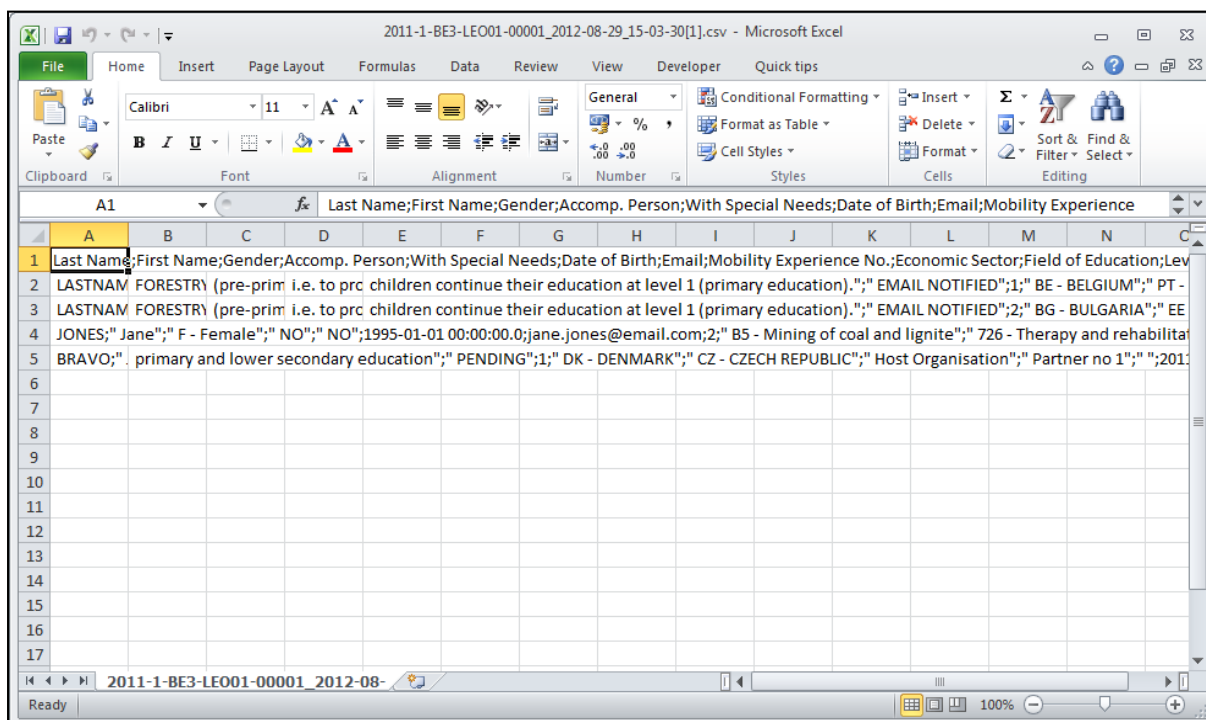 2011-1-BE3-LEO01-00001_2012-08-29_15-03-30[1].csv - Microsoft Excel
File Home Insert Page Layout Formulas Data Review View Developer Quick tips
Calibri 11 General Conditional Formatting Insert
Paste B I U % Format as Table Delete Sort & Find &
Cell Styles Format Filter Select
Clipboard Font Alignment Number Styles Cells Editing
A1 fx Last Name;First Name;Gender;Accomp. Person;With Special Needs;Date of Birth;Email;Mobility Experience
A B C D E F G H I J K L M N
1 Last Name;First Name;Gender;Accomp. Person;With Special Needs;Date of Birth;Email;Mobility Experience No.;Economic Sector;Field of Education;Lev
2 LASTNAM FORESTRY (pre-prim i.e. to pro children continue their education at level 1 (primary education).";" EMAIL NOTIFIED";1;" BE - BELGIUM";" PT -
3 LASTNAM FORESTRY (pre-prim i.e. to pro children continue their education at level 1 (primary education).";" EMAIL NOTIFIED";2;" BG - BULGARIA";" EE
4 JONES;" Jane";" F - Female";" NO";" NO";1995-01-01 00:00:00.0;jane.jones@email.com;2;" B5 - Mining of coal and lignite";" 726 - Therapy and rehabilitat
5 BRAVO;" primary and lower secondary education";" PENDING";1;" DK - DENMARK";" CZ - CZECH REPUBLIC";" Host Organisation";" Partner no 1";" ";2011
6
7
8
9
10
11
12
13
14
15
16
17
2011-1-BE3-LEO01-00001_2012-08-
Ready 100%